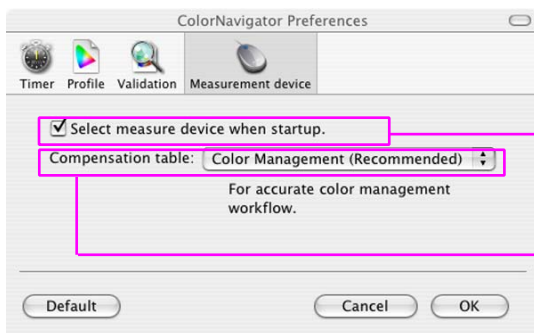 ColorNavigator Preferences
Timer Profile Validation Measurement device
Select measure device when startup.
Compensation table: Color Management (Recommended)
For accurate color management
workflow.
Default Cancel OK